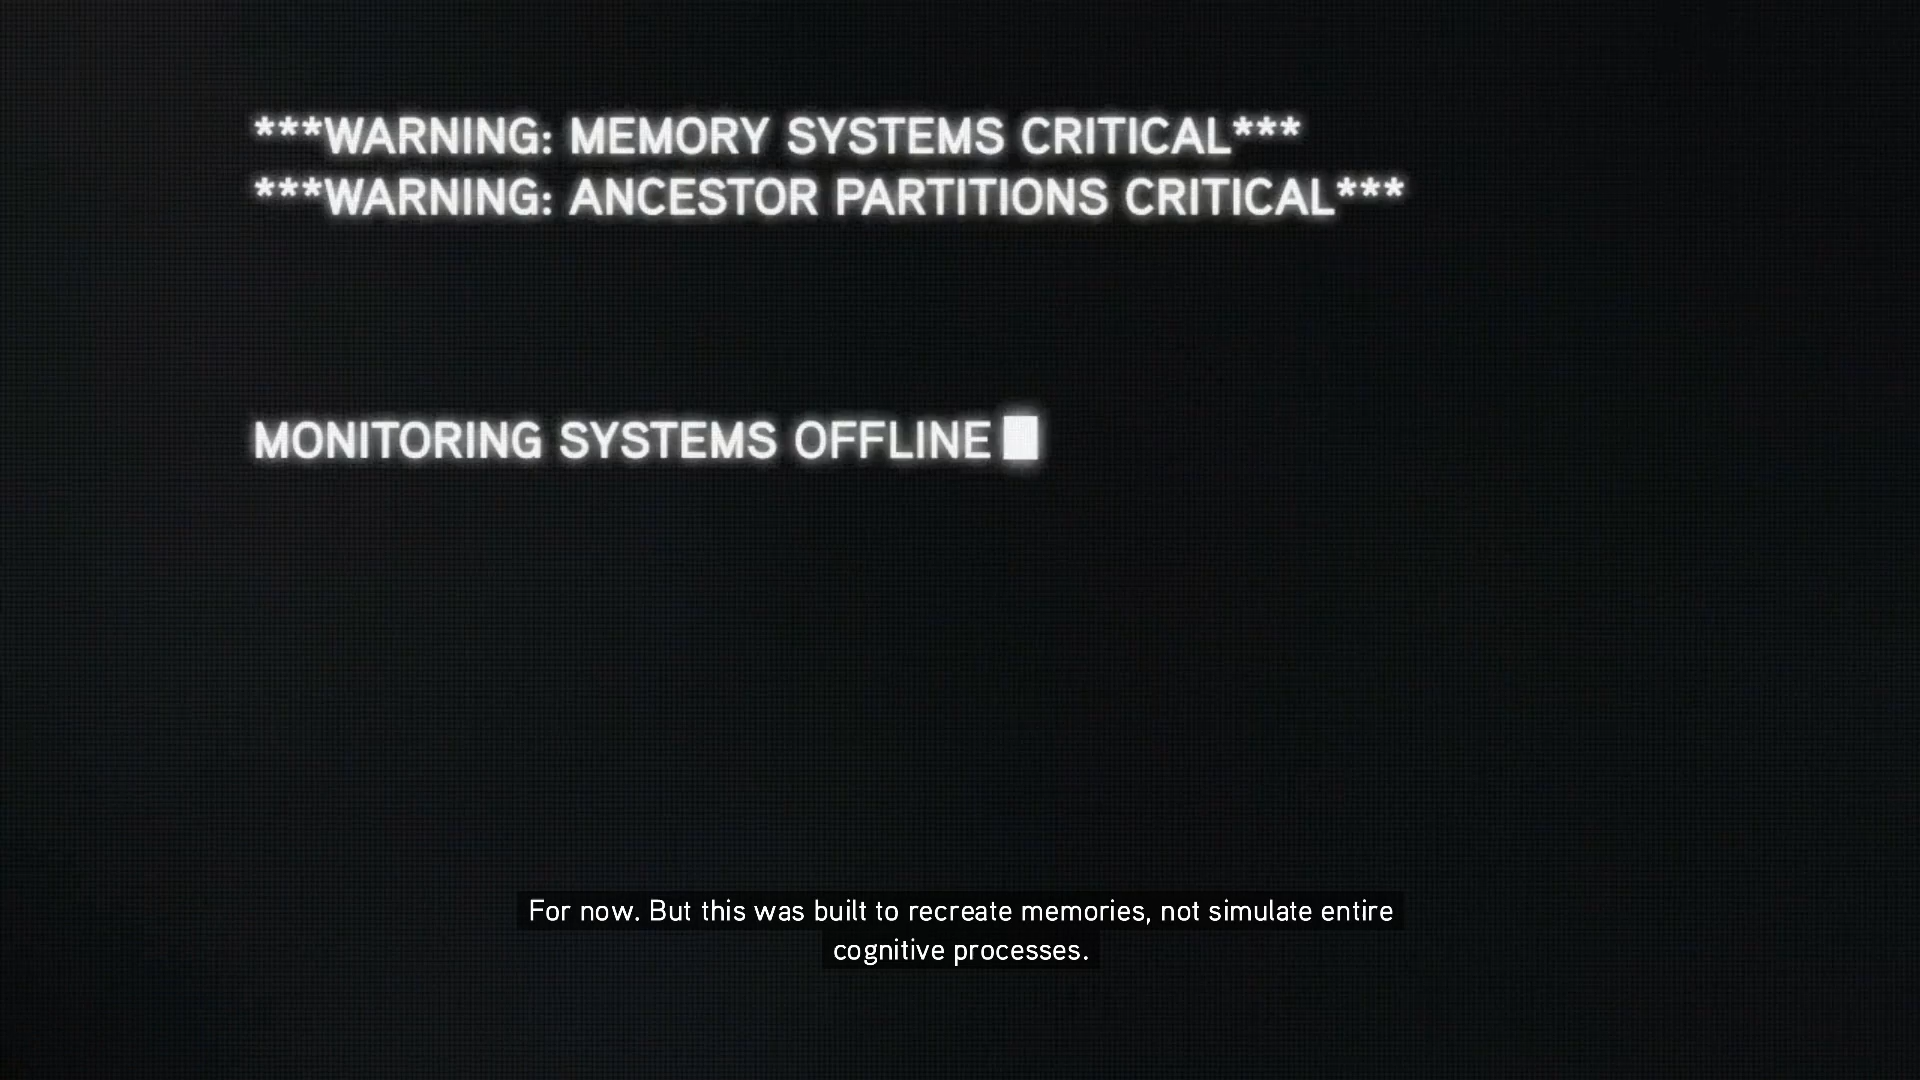 ***WARNING: MEMORY SYSTEMS CRITICAL***
***WARNING: ANCESTOR PARTITIONS CRITICAL***
MONITORING SYSTEMS OFFLINE
For now. But this was built to recreate memories, not simulate entire
cognitive processes.